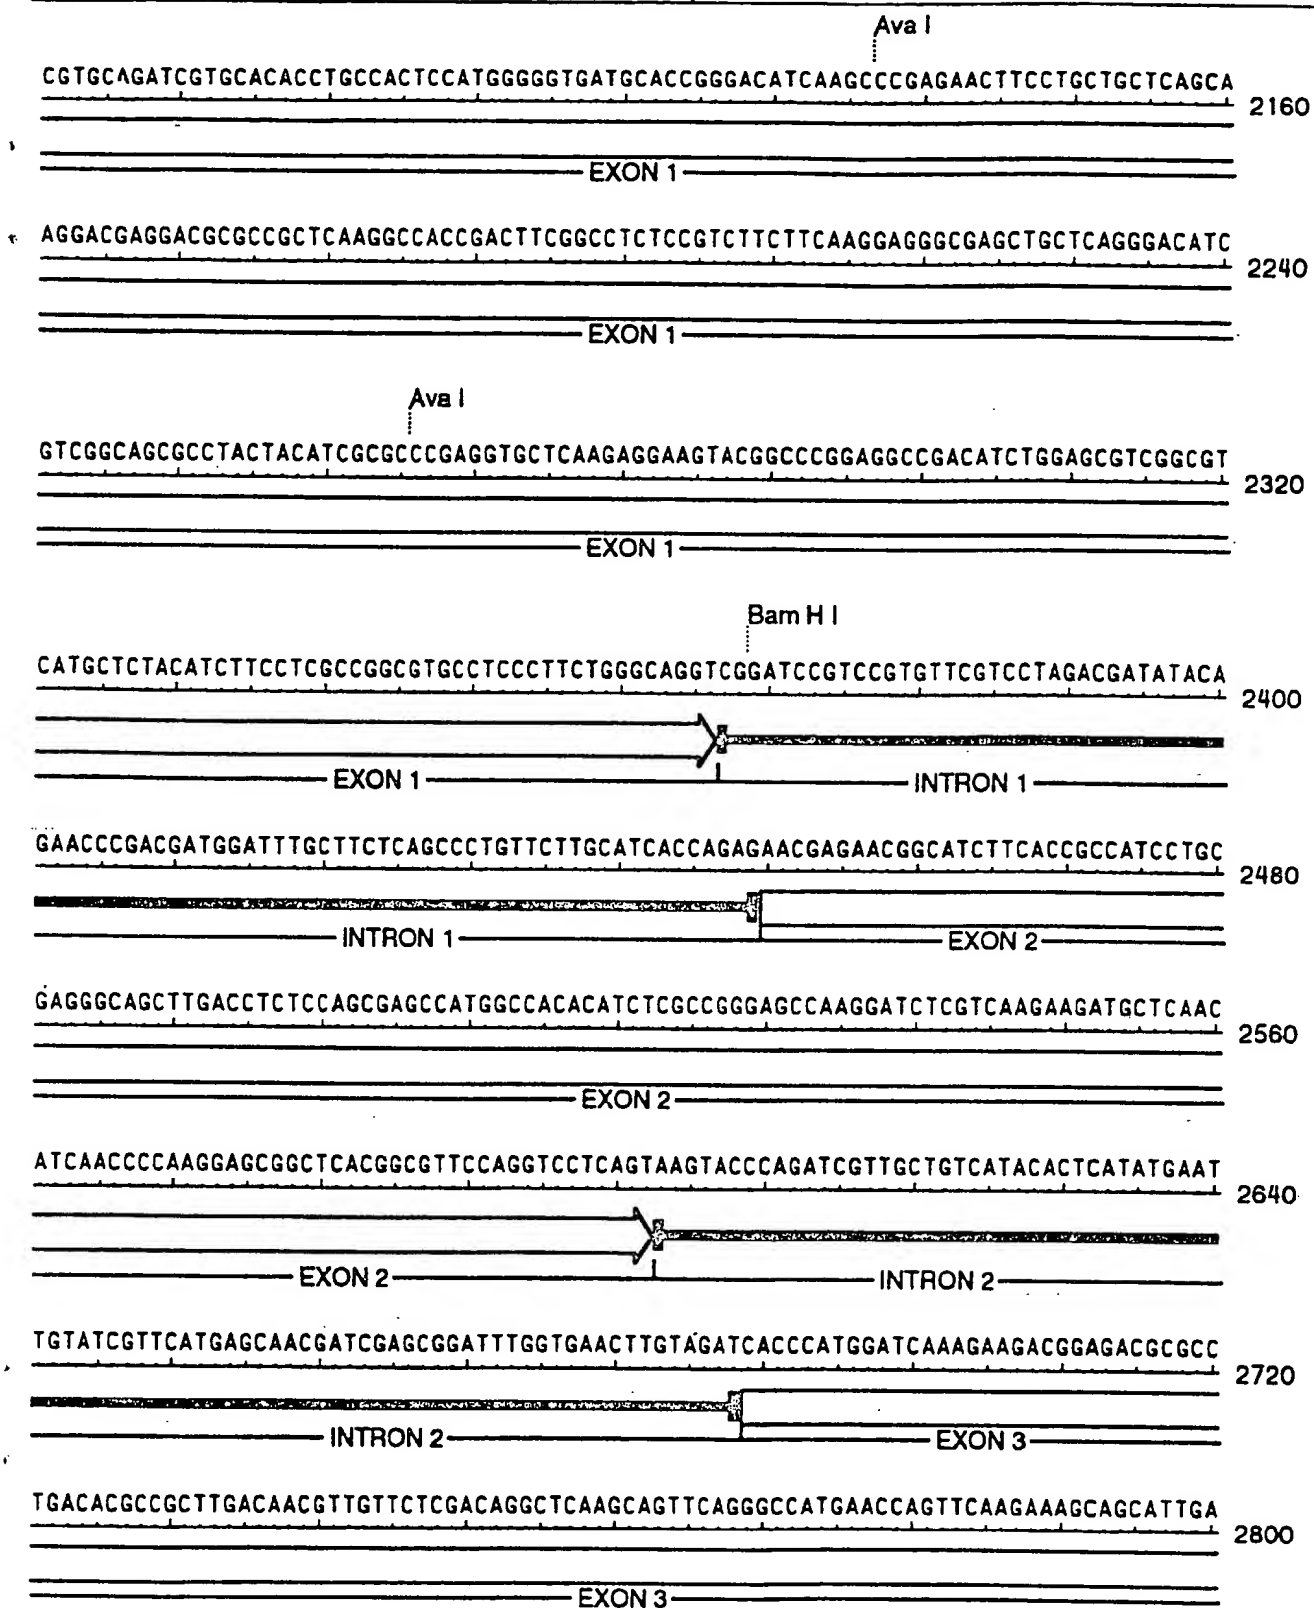 Ava I
CGTGCAGATCGTGCACACCTGCCACTCCATGGGGGTGATGCACCGGGACATCAAGCCCGAGAACTTCCTGCTGCTCAGCA
2160
EXON 1
AGGACGAGGACGCGCCGCTCAAGGCCACCGACTTCGGCCTCTCCGTCTTCTTCAAGGAGGGCGAGCTGCTCAGGGACATC
2240
EXON 1
Ava I
GTCGGCAGCGCCTACTACATCGCGCCCGAGGTGCTCAAGAGGAAGTACGGCCCGGAGGCCGACATCTGGAGCGTCGGCGT
2320
EXON 1
Bam H I
CATGCTCTACATCTTCCTCGCCGGCGTGCCTCCCTTCTGGGCAGGTCGGATCCGTCCGTGTTCGTCCTAGACGATATACA
2400
EXON 1 INTRON 1
GAACCCGACGATGGATTTGCTTCTCAGCCCTGTTCTTGCATCACCAGAGAACGAGAACGGCATCTTCACCGCCATCCTGC
2480
INTRON 1 EXON 2
GAGGGCAGCTTGACCTCTCCAGCGAGCCATGGCCACACATCTCGCCGGGAGCCAAGGATCTCGTCAAGAAGATGCTCAAC
2560
EXON 2
ATCAACCCCAAGGAGCGGCTCACGGCGTTCCAGGTCCTCAGTAAGTACCCAGATCGTTGCTGTCATACACTCATATGAAT
2640
EXON 2 INTRON 2
TGTATCGTTCATGAGCAACGATCGAGCGGATTTGGTGAACTTGTAGATCACCCATGGATCAAAGAAGACGGAGACGCGCC
2720
INTRON 2 EXON 3
TGACACGCCGCTTGACAACGTTGTTCTCGACAGGCTCAAGCAGTTCAGGGCCATGAACCAGTTCAAGAAAGCAGCATTGA
2800
EXON 3